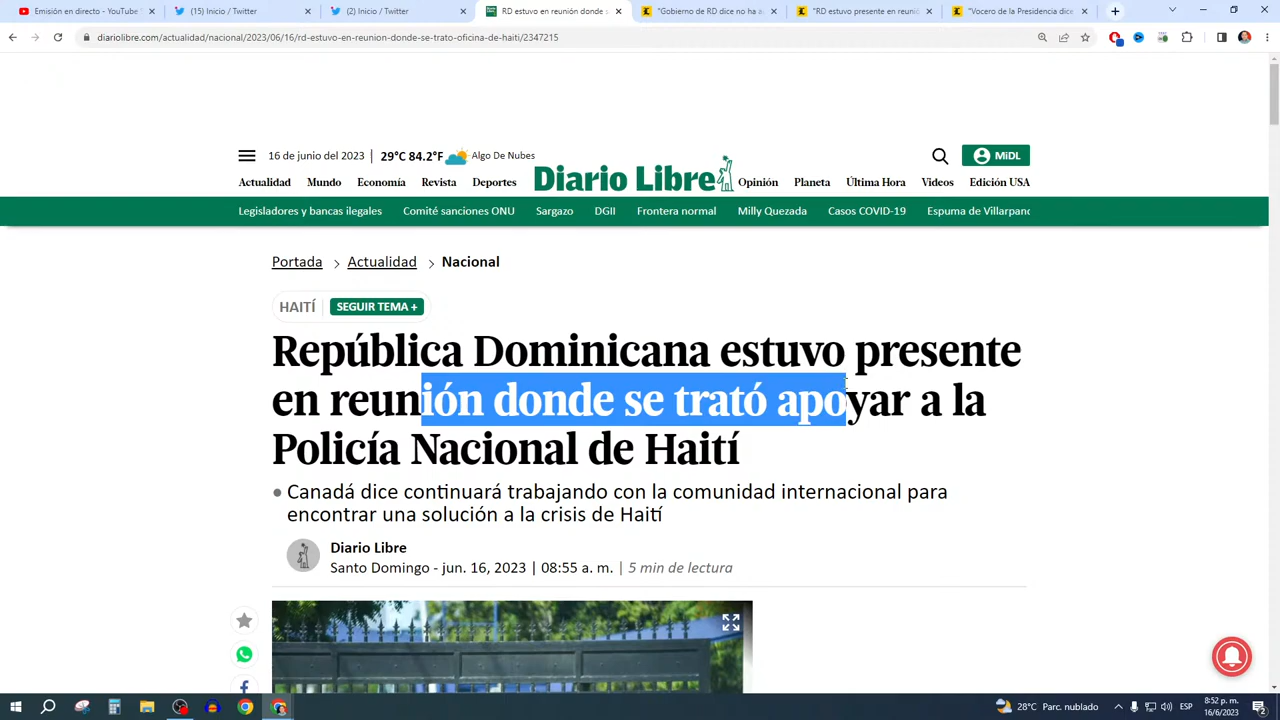 Emisión en directo - YouTube
(15) Inicio / Twitter
(2) Inicio / Twitter
RD estuvo en reunión donde s
"Gobierno de RD dice no ha a
"RD estuvo presente en reunió
"Vocero de la Presidencia dice
diariolibre.com/actualidad/nacional/2023/06/16/rd-estuvo-en-reunion-donde-se-trato-oficina-de-haiti/2347215
16 de junio del 2023 | 29°C 84.2°F Algo De Nubes
Diario Libre
MiDL
Actualidad Mundo Economía Revista Deportes Opinión Planeta Última Hora Videos Edición USA
Legisladores y bancas ilegales Comité sanciones ONU Sargazo DGII Frontera normal Milly Quezada Casos COVID-19 Espuma de Villarpand
Portada > Actualidad > Nacional
HAITÍ SEGUIR TEMA +
República Dominicana estuvo presente
en reunión donde se trató apoyar a la
Policía Nacional de Haití
Canadá dice continuará trabajando con la comunidad internacional para
encontrar una solución a la crisis de Haití
Diario Libre
Santo Domingo - jun. 16, 2023 | 08:55 a. m. | 5 min de lectura
28°C Parc. nublado
ESP
8:52 p. m.
16/6/2023
2